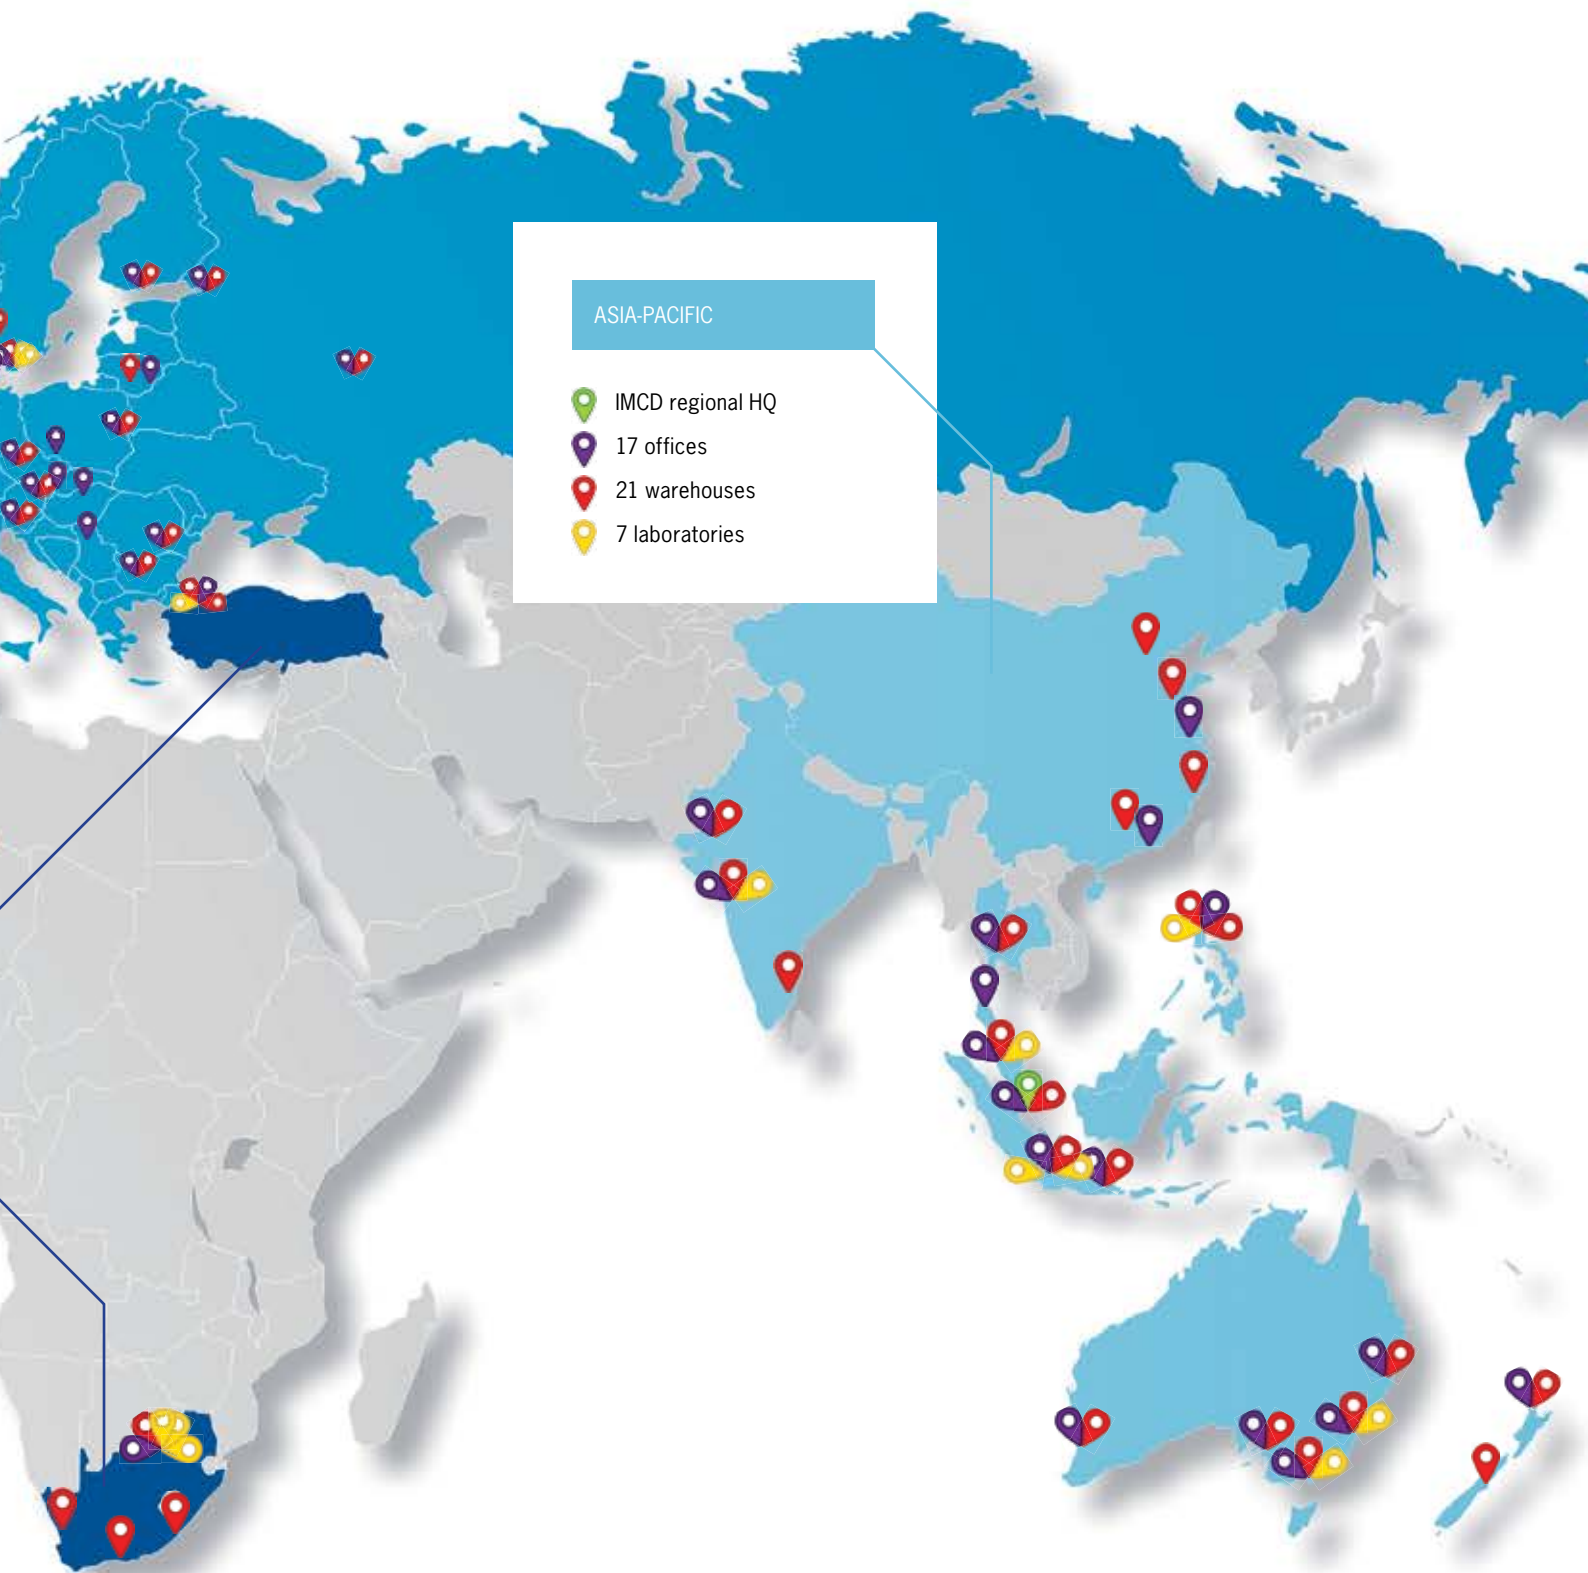 ASIA-PACIFIC
IMCD regional HQ
17 offices
21 warehouses
7 laboratories